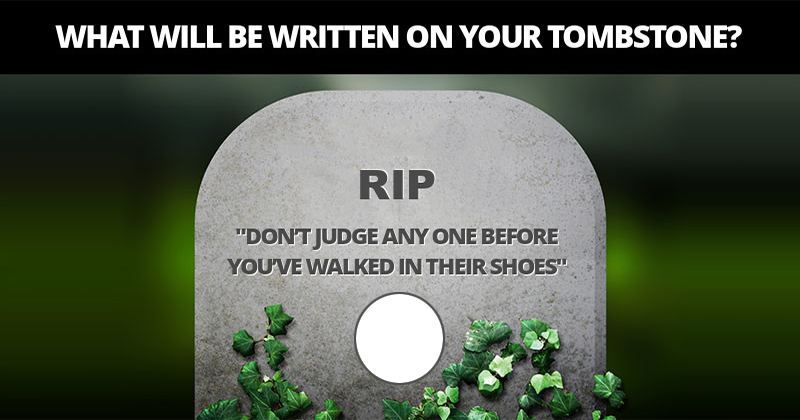 WHAT WILL BE WRITTEN ON YOUR TOMBSTONE?
RIP
"DON'T JUDGE ANY ONE BEFORE
YOU'VE WALKED IN THEIR SHOES"